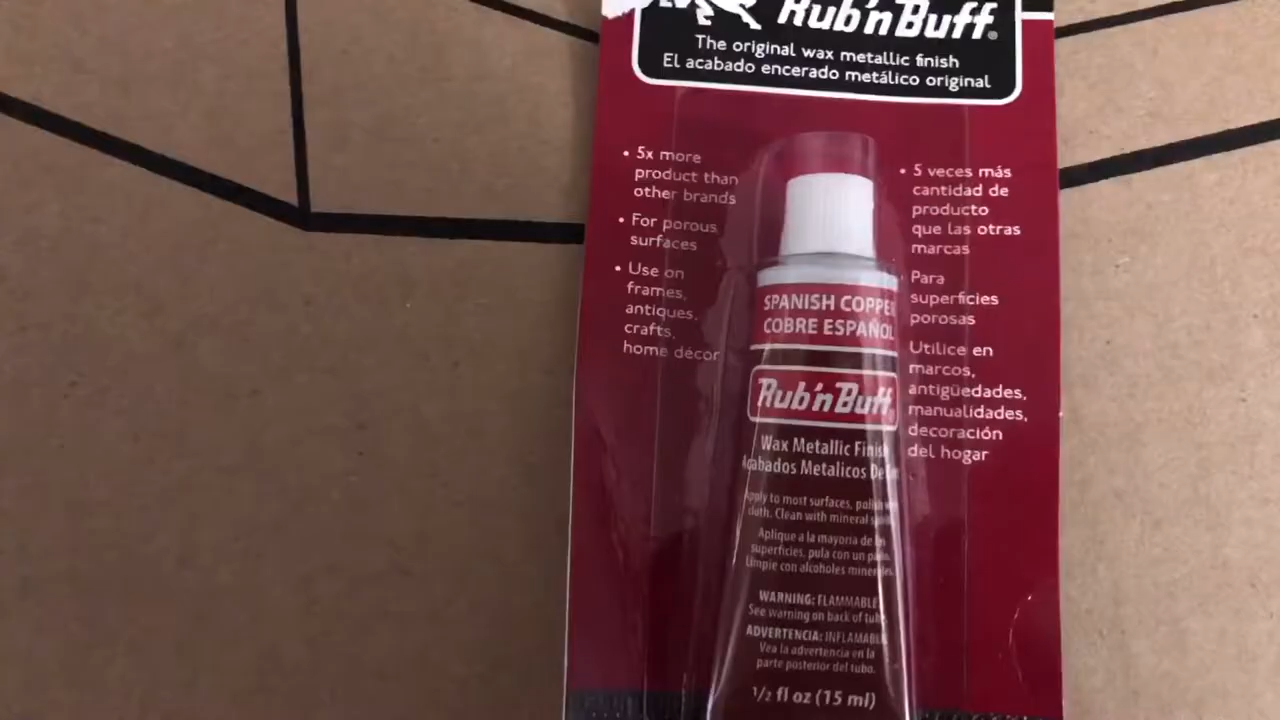 Rub'n Buff®
The original wax metallic finish
El acabado encerado metálico original
• 5x more
product than
other brands
• For porous
surfaces
• Use on
frames,
antiques,
crafts,
home décor
• 5 veces más
cantidad de
producto
que las otras
marcas
• Para
superficies
porosas
• Utilice en
marcos,
antigüedades,
manualidades,
decoración
del hogar
SPANISH COPPER
COBRE ESPAÑOL
Rub'n Buff®
Wax Metallic Finish
Acabados Metalicos De
Apply to most surfaces, polish
cloth. Clean with mineral
Aplique a la mayoría de
superficies, pula con un
Limpie con alcoholes minerales
WARNING: FLAMMABLE
See warning on back of tube
ADVERTENCIA: INFLAMABLE
Vea la advertencia en la
parte posterior del tubo.
1/2 fl oz (15 ml)